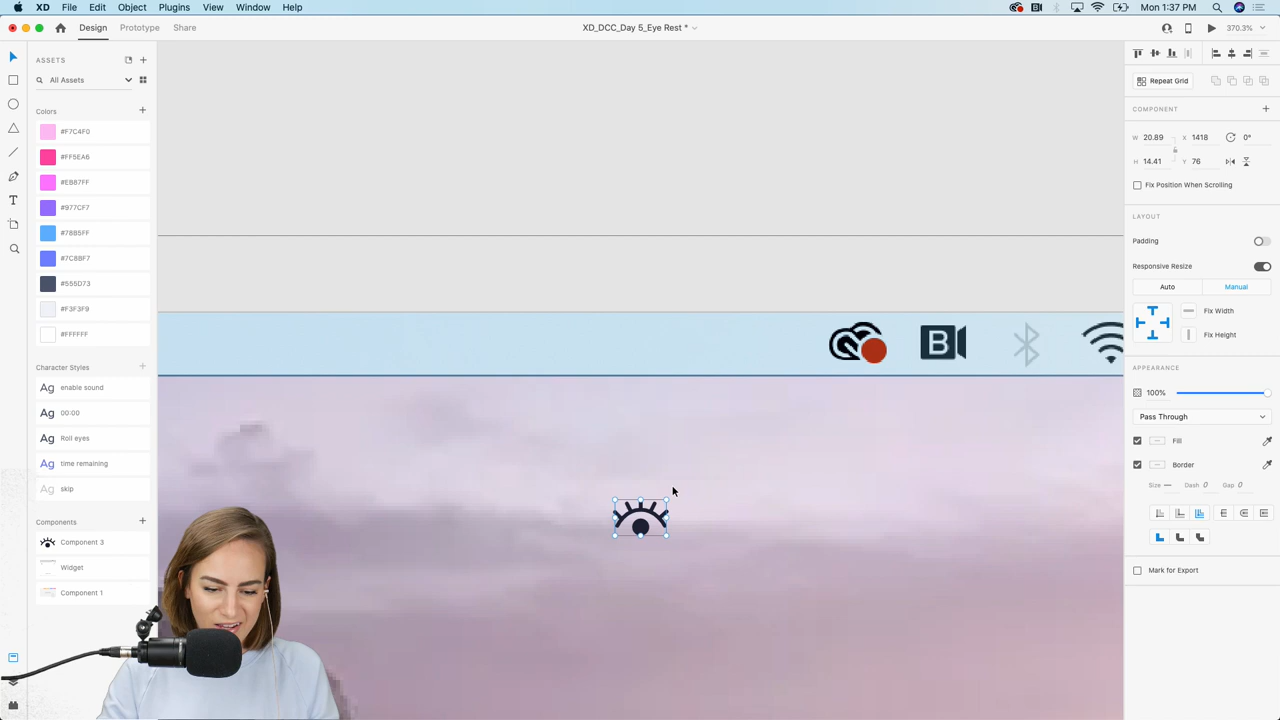 XD File Edit Object Plugins View Window Help Mon 1:37 PM
Design Prototype Share XD_DCC_Day 5_Eye Rest * 370.3%
ASSETS
All Assets
Colors
#F7C4F0
#FF5EA6
#EB87FF
#977CF7
#78B5FF
#7C8BF7
#555D73
#F3F3F9
#FFFFFF
Character Styles
Ag enable sound
Ag 00:00
Ag Roll eyes
Ag time remaining
Ag skip
Components
Component 3
Widget
Component 1
B
Repeat Grid
COMPONENT
W 20.89 X 1418 0°
H 14.41 Y 76
Fix Position When Scrolling
LAYOUT
Padding
Responsive Resize
Auto Manual
Fix Width
Fix Height
APPEARANCE
100%
Pass Through
Fill
Border
Size — Dash 0 Gap 0
Mark for Export